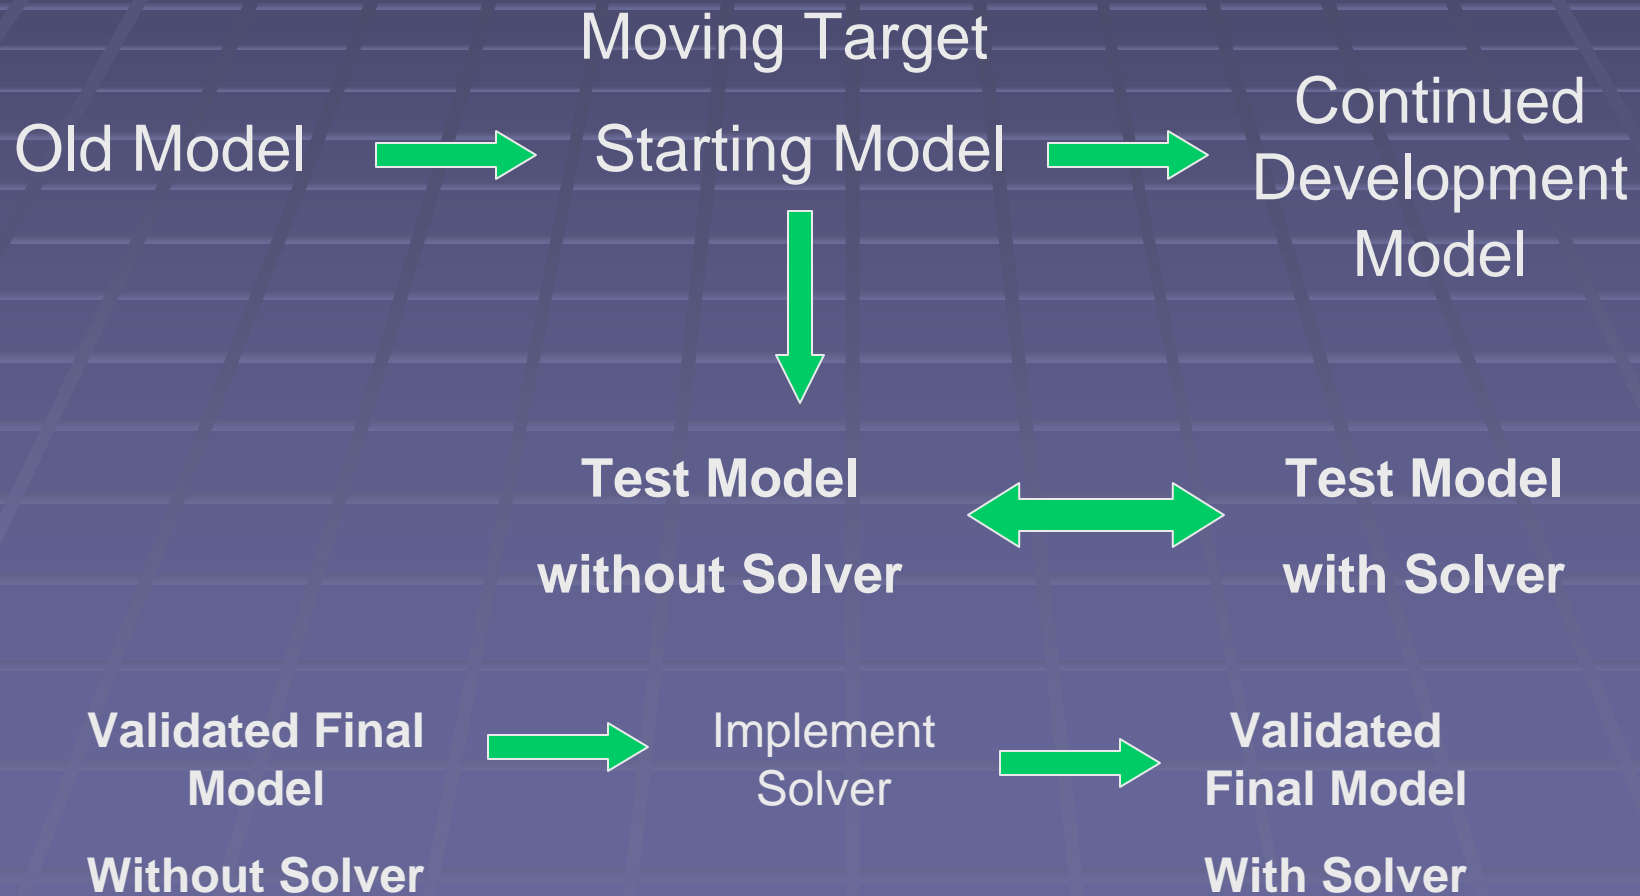 Moving Target
Old Model
Starting Model
Continued
Development
Model
Test Model
without Solver
Test Model
with Solver
Validated Final
Model
Without Solver
Implement
Solver
Validated
Final Model
With Solver